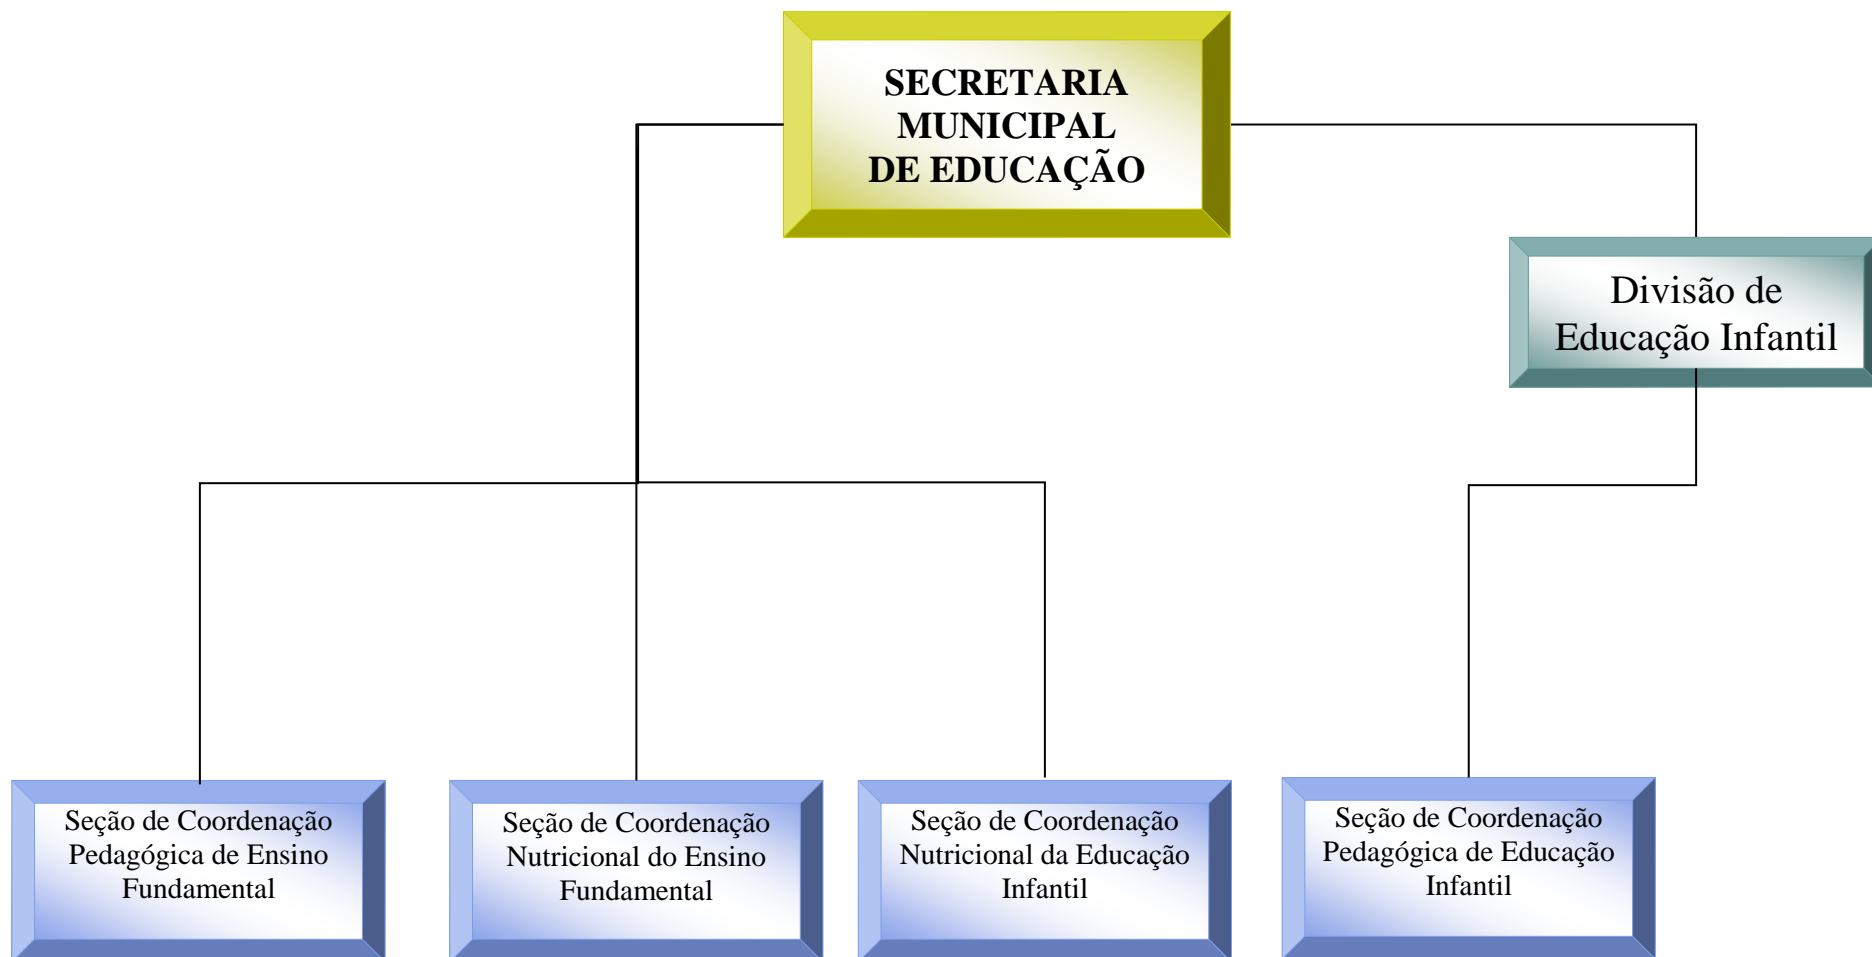 SECRETARIA
MUNICIPAL
DE EDUCAÇÃO
Divisão de
Educação Infantil
Seção de Coordenação
Pedagógica de Ensino
Fundamental
Seção de Coordenação
Nutricional do Ensino
Fundamental
Seção de Coordenação
Nutricional da Educação
Infantil
Seção de Coordenação
Pedagógica de Educação
Infantil